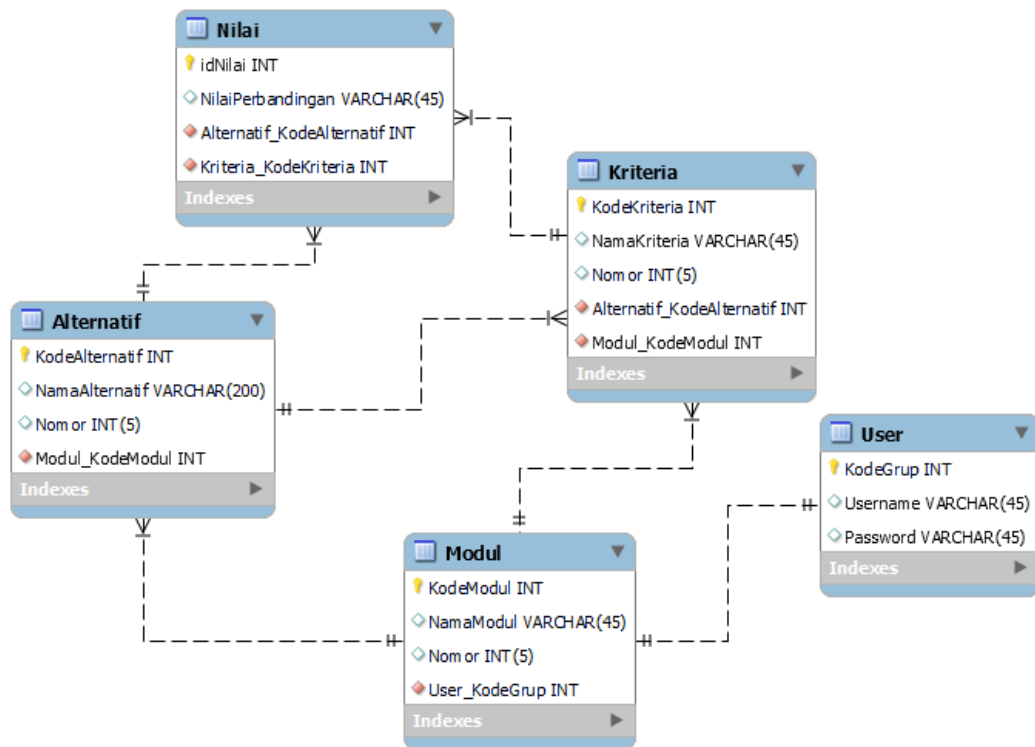 Nilai
idNilai INT
NilaiPerbandingan VARCHAR(45)
Alternatif_KodeAlternatif INT
Kriteria_KodeKriteria INT
Indexes
Kriteria
KodeKriteria INT
NamaKriteria VARCHAR(45)
Nomor INT(5)
Alternatif_KodeAlternatif INT
Modul_KodeModul INT
Indexes
Alternatif
KodeAlternatif INT
NamaAlternatif VARCHAR(200)
Nomor INT(5)
Modul_KodeModul INT
Indexes
User
KodeGrup INT
Username VARCHAR(45)
Password VARCHAR(45)
Indexes
Modul
KodeModul INT
NamaModul VARCHAR(45)
Nomor INT(5)
User_KodeGrup INT
Indexes